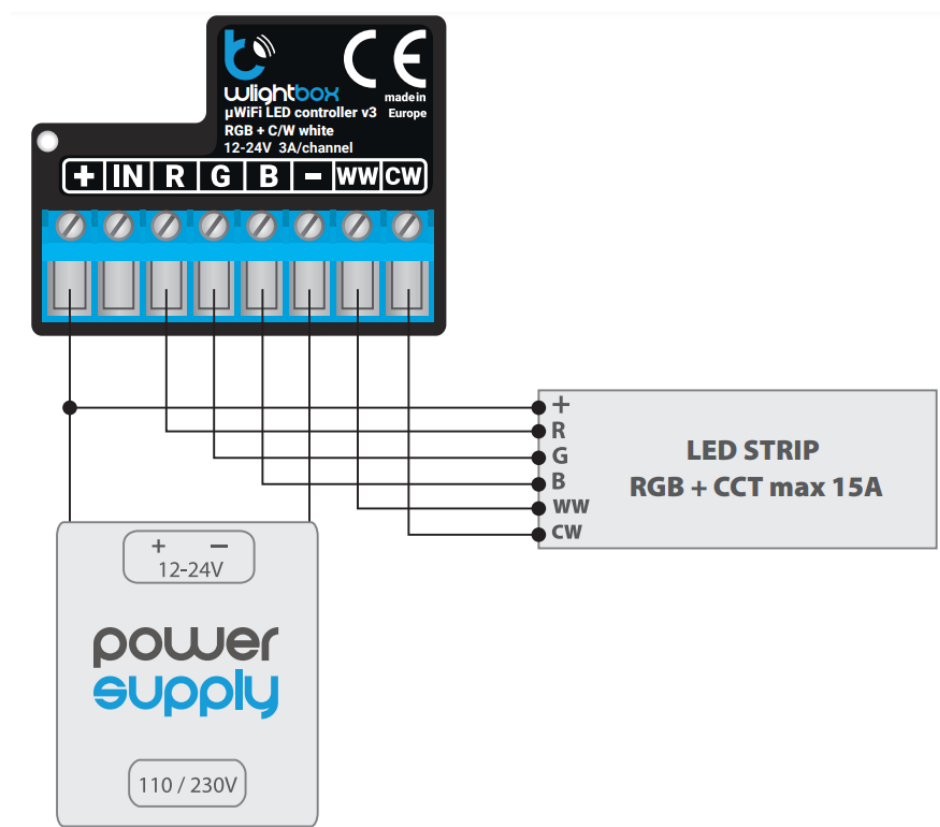 wlightbox
CE
made in
Europe
µWiFi LED controller v3
RGB + C/W white
12-24V 3A/channel
+ IN R G B - WW CW
+
R
G
B
WW
CW
LED STRIP
RGB + CCT max 15A
+ −
12-24V
power
supply
110 / 230V